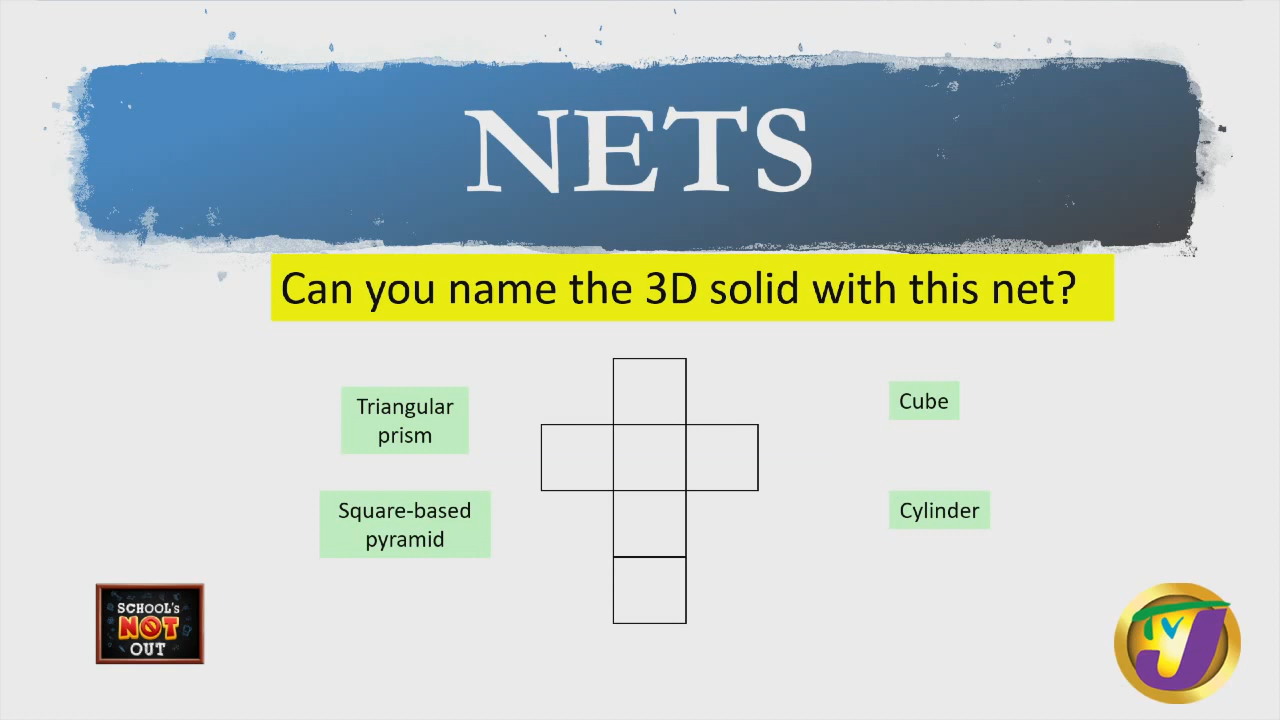 NETS
Can you name the 3D solid with this net?
Triangular
prism
Cube
Square-based
pyramid
Cylinder
SCHOOL's
NOT
OUT
TVJ